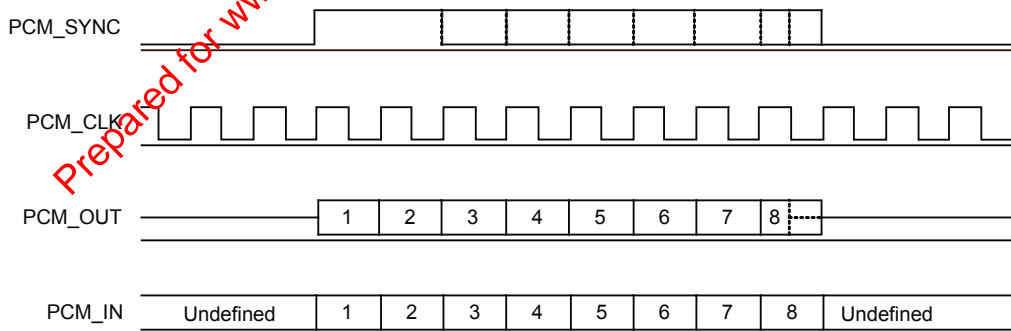 PCM_SYNC
Prepared for ww
PCM_CLK
PCM_OUT 1 2 3 4 5 6 7 8
PCM_IN Undefined 1 2 3 4 5 6 7 8 Undefined